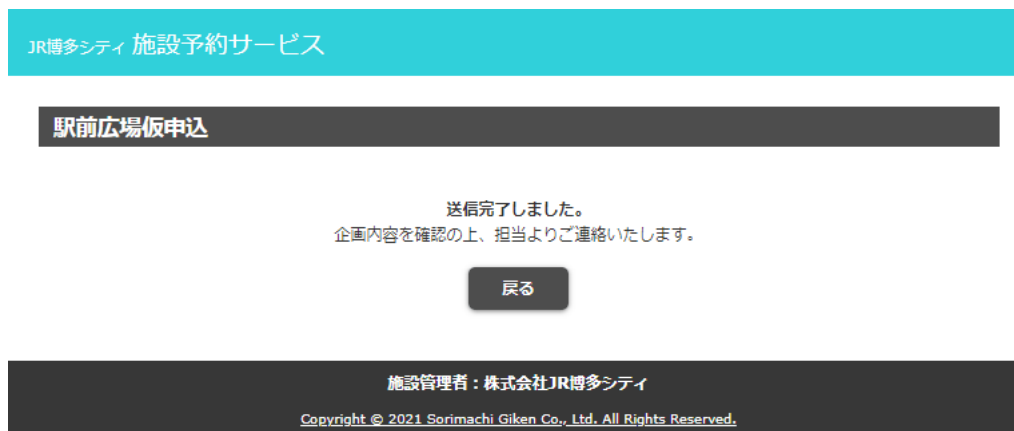 JR博多シティ 施設予約サービス
駅前広場仮申込
送信完了しました。
企画内容を確認の上、担当よりご連絡いたします。
戻る
施設管理者：株式会社JR博多シティ
Copyright © 2021 Sorimachi Giken Co., Ltd. All Rights Reserved.